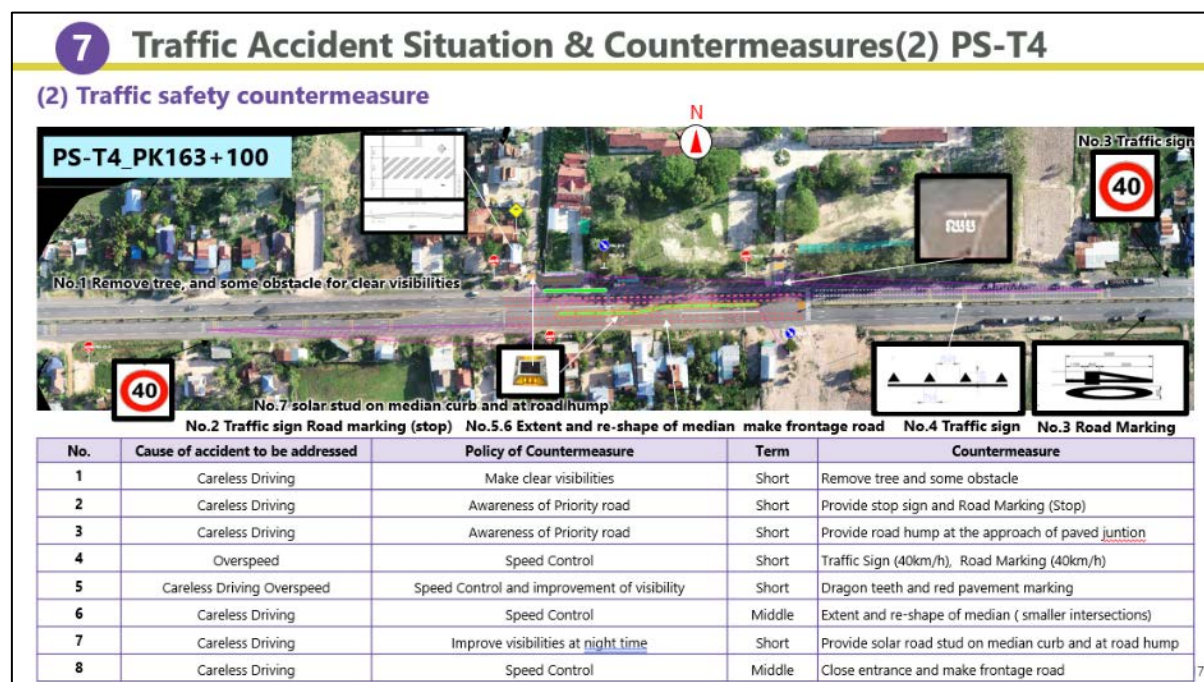 7 Traffic Accident Situation & Countermeasures(2) PS-T4
(2) Traffic safety countermeasure
N
PS-T4_PK163+100
No.3 Traffic sign
40
ឈប់
No.1 Remove tree, and some obstacle for clear visibilities
40
No.7 solar stud on median curb and at road hump
No.2 Traffic sign Road marking (stop) No.5.6 Extent and re-shape of median make frontage road No.4 Traffic sign No.3 Road Marking
No. Cause of accident to be addressed Policy of Countermeasure Term Countermeasure
1 Careless Driving Make clear visibilities Short Remove tree and some obstacle
2 Careless Driving Awareness of Priority road Short Provide stop sign and Road Marking (Stop)
3 Careless Driving Awareness of Priority road Short Provide road hump at the approach of paved juntion
4 Overspeed Speed Control Short Traffic Sign (40km/h), Road Marking (40km/h)
5 Careless Driving Overspeed Speed Control and improvement of visibility Short Dragon teeth and red pavement marking
6 Careless Driving Speed Control Middle Extent and re-shape of median ( smaller intersections)
7 Careless Driving Improve visibilities at night time Short Provide solar road stud on median curb and at road hump
8 Careless Driving Speed Control Middle Close entrance and make frontage road
7